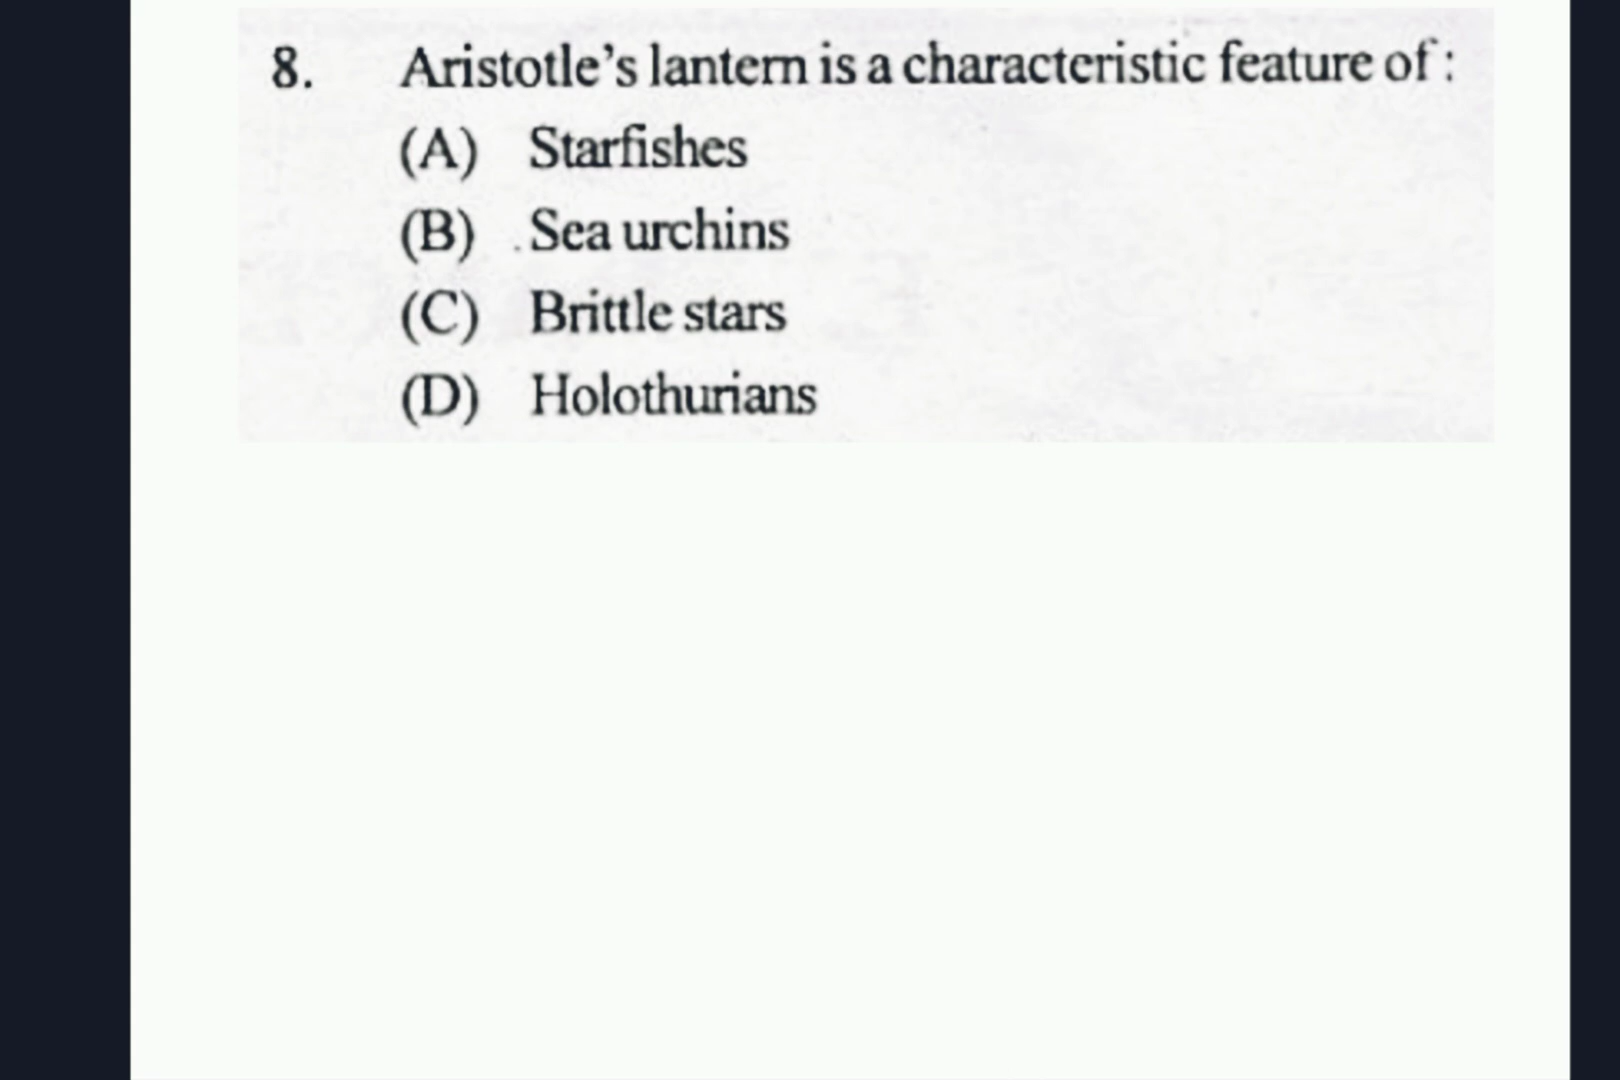 8. Aristotle's lantern is a characteristic feature of :
(A) Starfishes
(B) . Sea urchins
(C) Brittle stars
(D) Holothurians